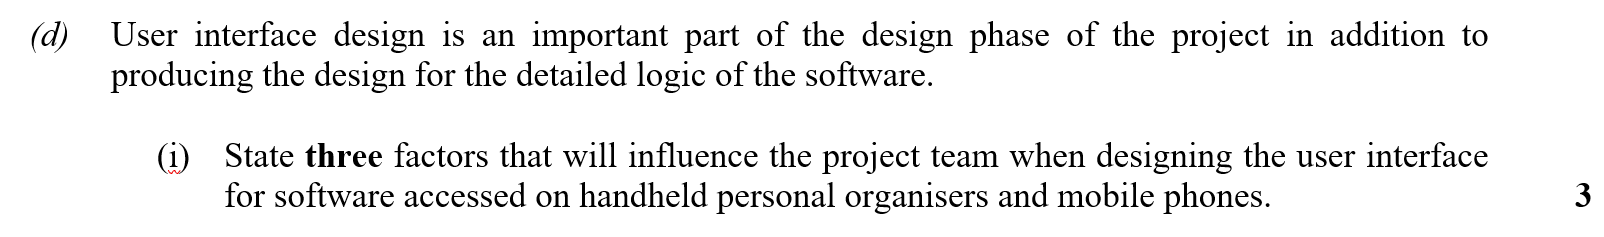 (d) User interface design is an important part of the design phase of the project in addition to
producing the design for the detailed logic of the software.
(i) State three factors that will influence the project team when designing the user interface
for software accessed on handheld personal organisers and mobile phones. 3